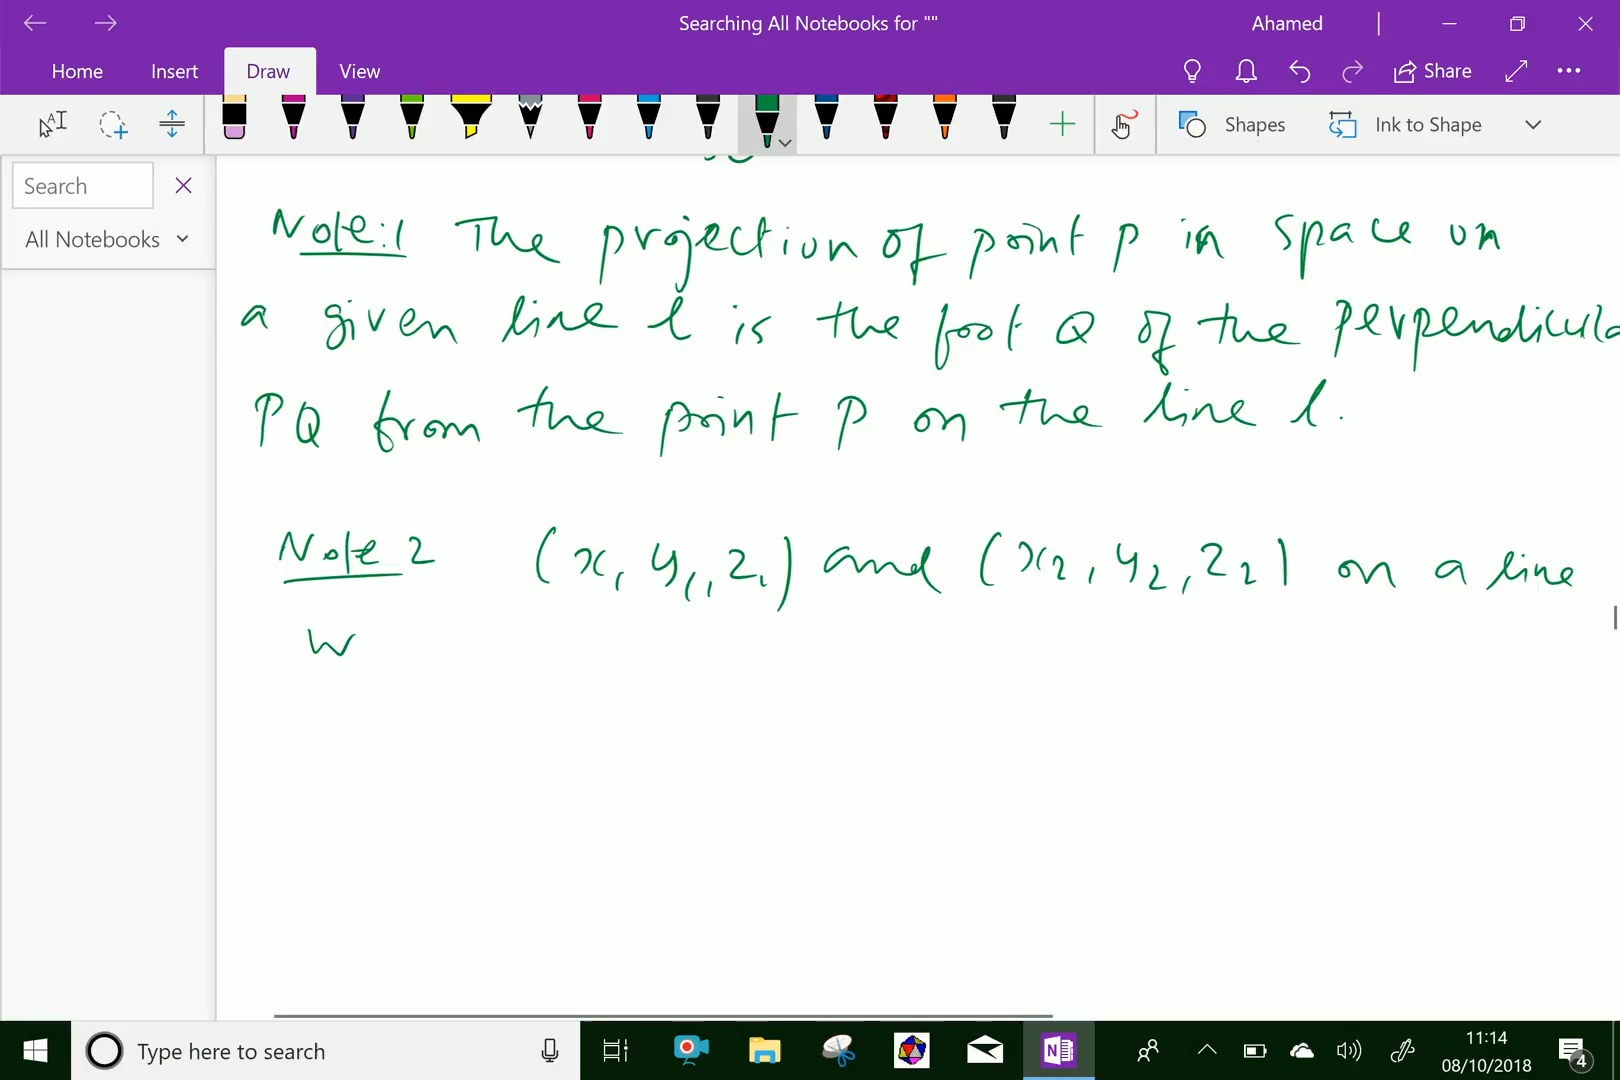 Searching All Notebooks for ""
Ahamed
Home Insert Draw View
Share
Shapes
Ink to Shape
Search
All Notebooks
Note:1 The projection of point P in space on
a given line l is the foot Q of the perpendicula
PQ from the point P on the line l.
Note 2 (x1, y1, z1) and (x2, y2, z2) on a line
w
Type here to search
11:14
08/10/2018
4